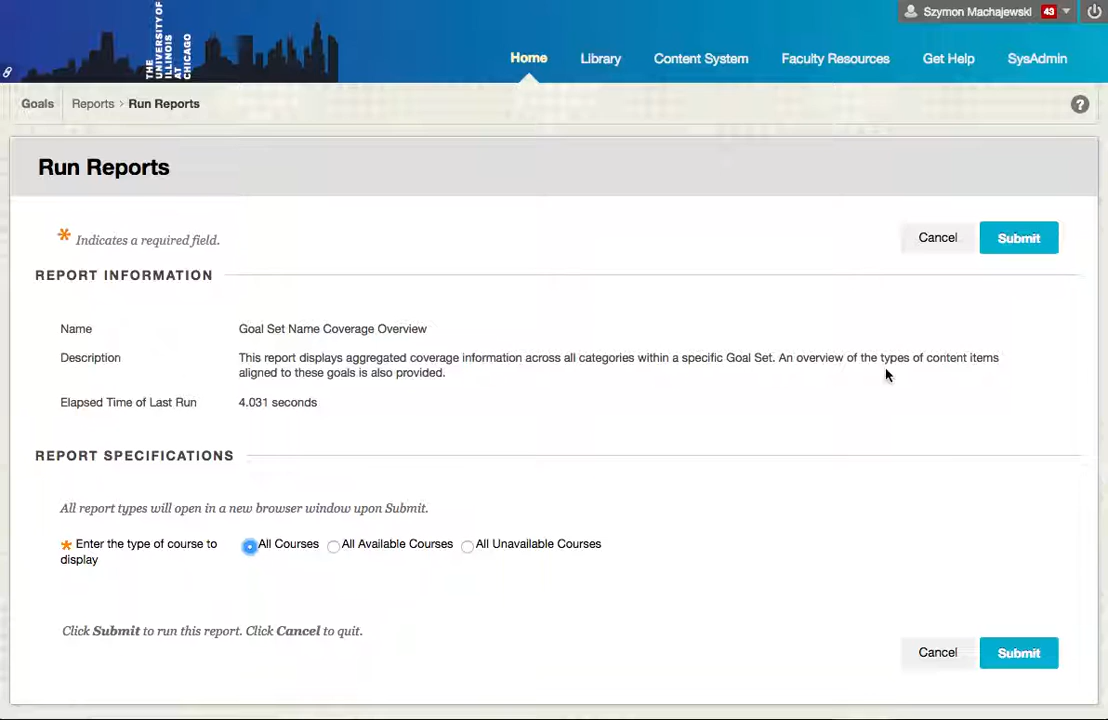 Szymon Machajewski 43
THE
UNIVERSITY OF
ILLINOIS
AT
CHICAGO
Home Library Content System Faculty Resources Get Help SysAdmin
Goals Reports > Run Reports ?
Run Reports
* Indicates a required field.
Cancel Submit
REPORT INFORMATION
Name Goal Set Name Coverage Overview
Description This report displays aggregated coverage information across all categories within a specific Goal Set. An overview of the types of content items
aligned to these goals is also provided.
Elapsed Time of Last Run 4.031 seconds
REPORT SPECIFICATIONS
All report types will open in a new browser window upon Submit.
* Enter the type of course to All Courses All Available Courses All Unavailable Courses
display
Click Submit to run this report. Click Cancel to quit.
Cancel Submit